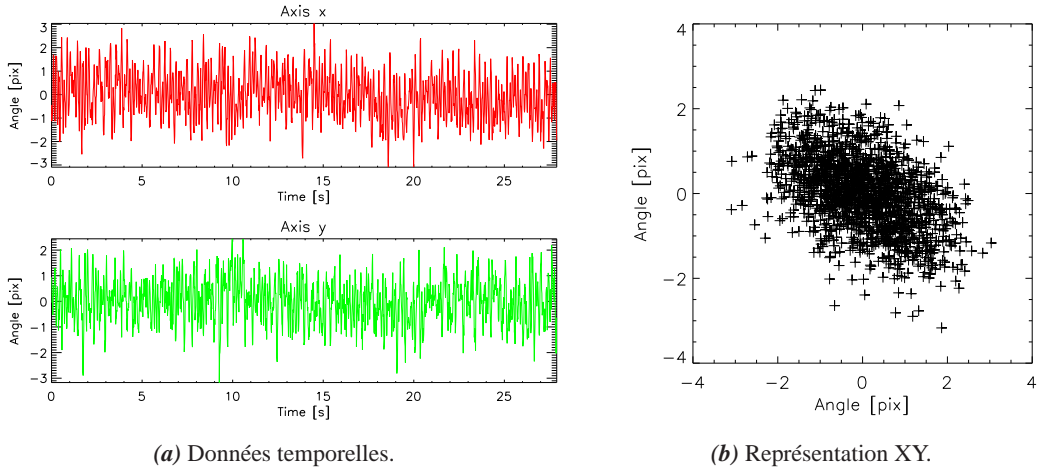 Axis x
3
2
1
0
−1
−2
−3
Angle [pix]
0 5 10 15 20 25
Time [s]
Axis y
2
1
0
−1
−2
−3
Angle [pix]
0 5 10 15 20 25
Time [s]
(a) Données temporelles.
4
2
0
−2
−4
Angle [pix]
−4 −2 0 2 4
Angle [pix]
(b) Représentation XY.